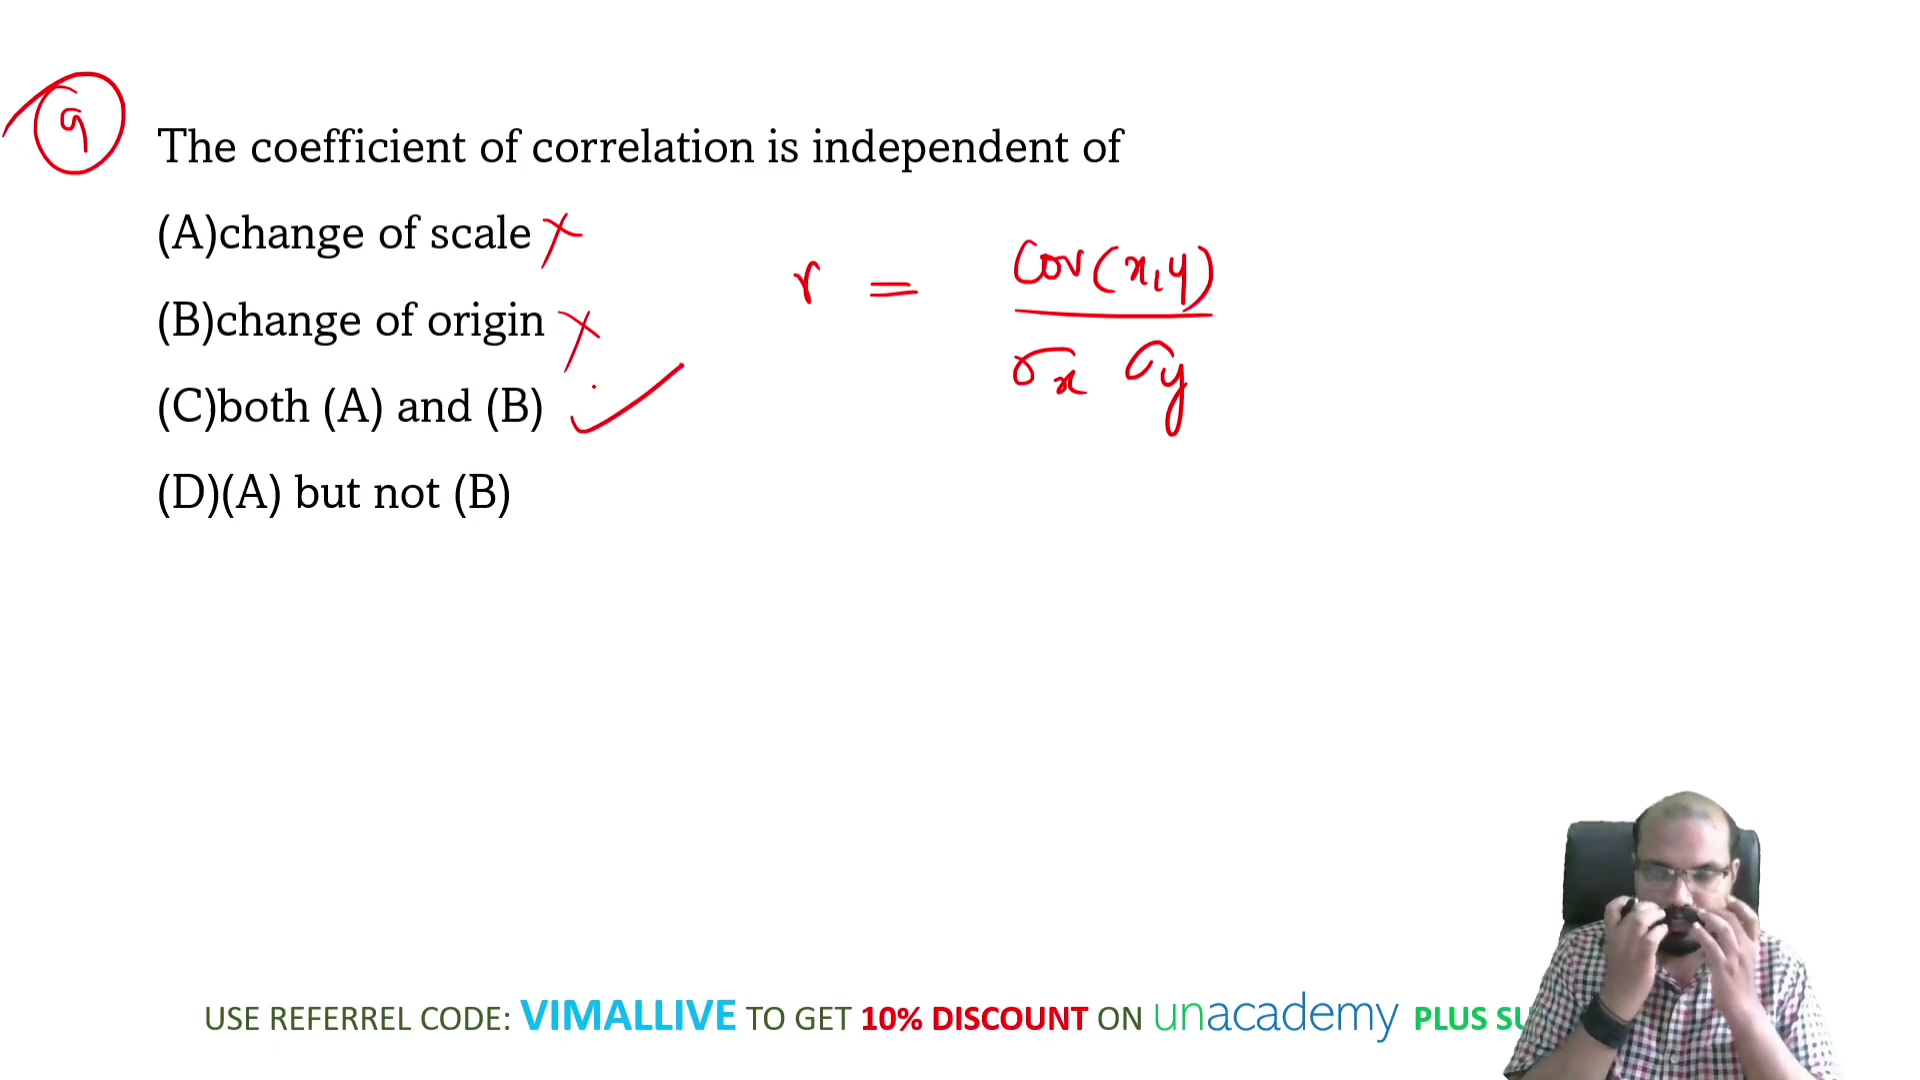 9
The coefficient of correlation is independent of
(A)change of scale
(B)change of origin
(C)both (A) and (B)
(D)(A) but not (B)
r = Cov(x,y)
σx σy
USE REFERREL CODE: VIMALLIVE TO GET 10% DISCOUNT ON unacademy PLUS SU